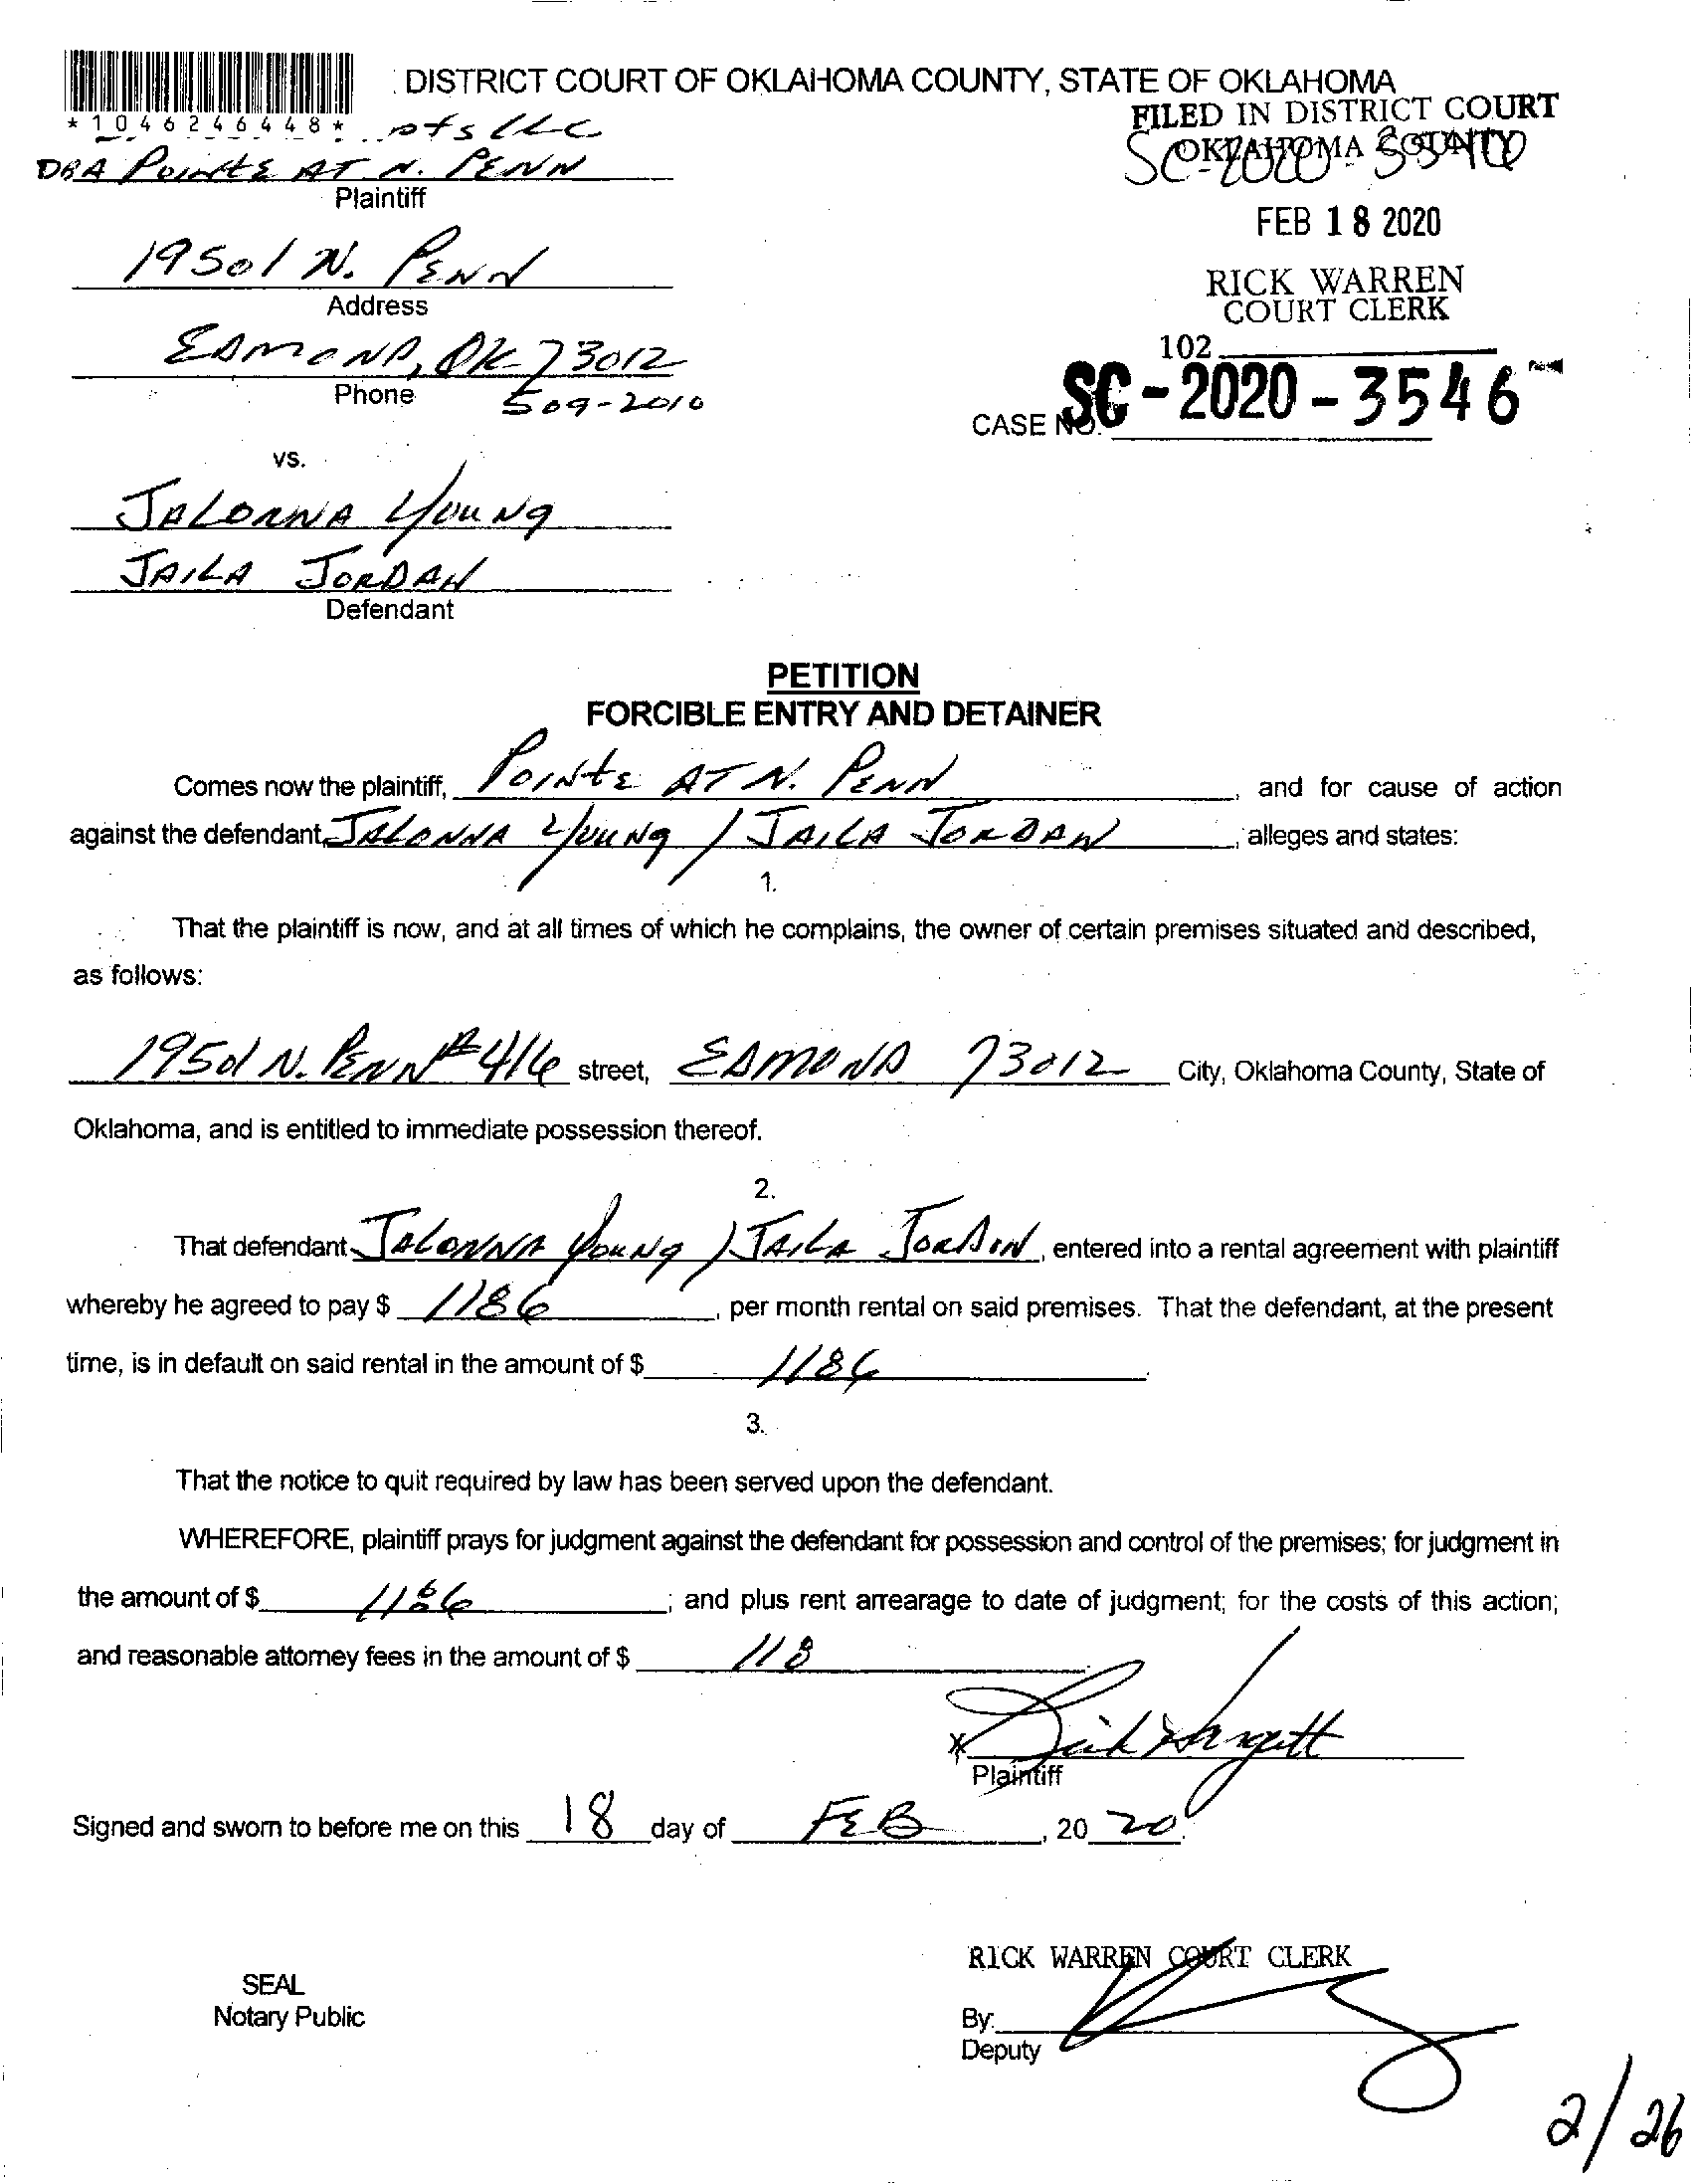 DISTRICT COURT OF OKLAHOMA COUNTY, STATE OF OKLAHOMA
*1046246448*
FILED IN DISTRICT COURT
OKLAHOMA COUNTY
pts LLC
DBA POINTE AT N. PENN
Plaintiff
FEB 18 2020
19501 N. PENN
Address
RICK WARREN
COURT CLERK
EDMOND, OK 73012
102
Phone
509-2010
CASE NO. SC-2020-3546
vs.
JALONNA YOUNG
JAILA JORDAN
Defendant
PETITION
FORCIBLE ENTRY AND DETAINER
Comes now the plaintiff, POINTE AT N. PENN, and for cause of action
against the defendant, JALONNA YOUNG / JAILA JORDAN, alleges and states:
1.
That the plaintiff is now, and at all times of which he complains, the owner of certain premises situated and described,
as follows:
19501 N. PENN #416 street, EDMOND 73012 City, Oklahoma County, State of
Oklahoma, and is entitled to immediate possession thereof.
2.
That defendant JALONNA YOUNG / JAILA JORDAN, entered into a rental agreement with plaintiff
whereby he agreed to pay $ 1186, per month rental on said premises. That the defendant, at the present
time, is in default on said rental in the amount of $ 1186.
3.
That the notice to quit required by law has been served upon the defendant.
WHEREFORE, plaintiff prays for judgment against the defendant for possession and control of the premises; for judgment in
the amount of $ 1186; and plus rent arrearage to date of judgment; for the costs of this action;
and reasonable attorney fees in the amount of $ 118.
x
Plaintiff
Signed and sworn to before me on this 18 day of FEB, 20 20.
RICK WARREN COURT CLERK
SEAL
Notary Public
By:
Deputy
2/26